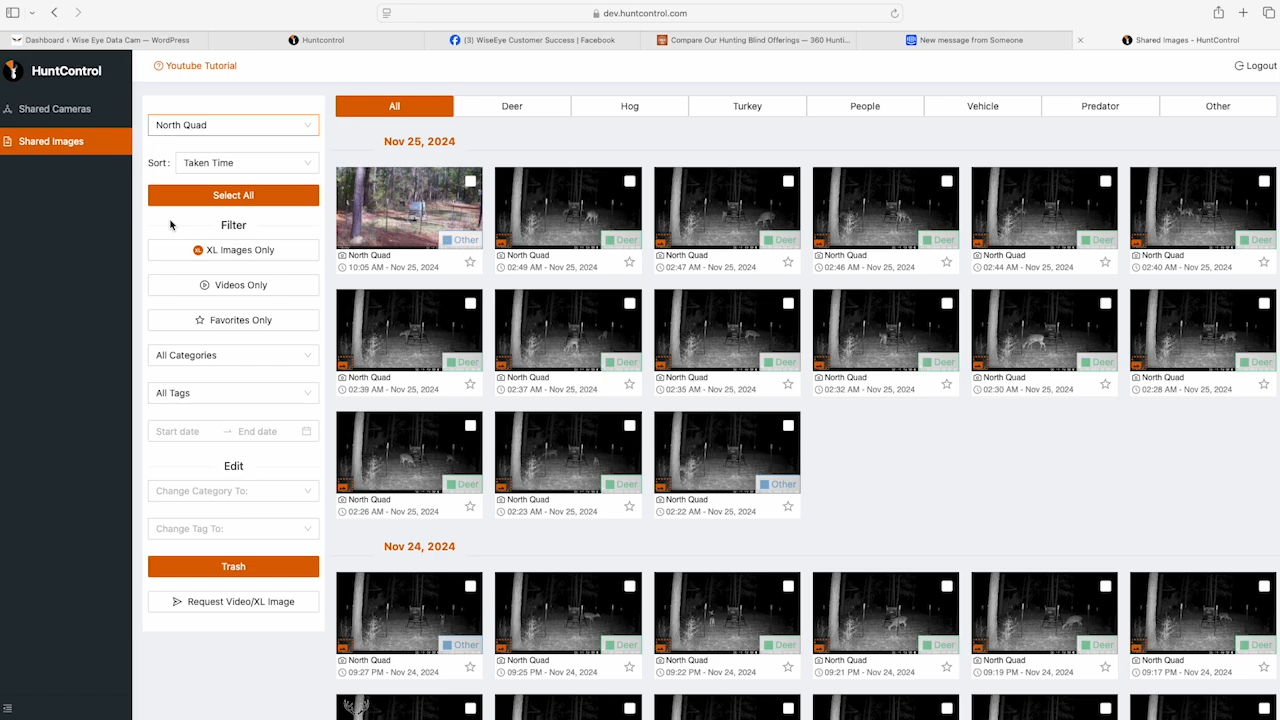 dev.huntcontrol.com
Dashboard ‹ Wise Eye Data Cam — WordPress
Huntcontrol
(3) WiseEye Customer Success | Facebook
Compare Our Hunting Blind Offerings — 360 Hunti...
New message from Someone
Shared Images - HuntControl
HuntControl
Youtube Tutorial
Logout
Shared Cameras
Shared Images
North Quad
Sort: Taken Time
Select All
Filter
XL XL Images Only
Videos Only
Favorites Only
All Categories
All Tags
Start date → End date
Edit
Change Category To:
Change Tag To:
Trash
Request Video/XL Image
All Deer Hog Turkey People Vehicle Predator Other
Nov 25, 2024
Other Deer Deer Deer Deer Deer
North Quad North Quad North Quad North Quad North Quad North Quad
10:05 AM - Nov 25, 2024 02:49 AM - Nov 25, 2024 02:47 AM - Nov 25, 2024 02:46 AM - Nov 25, 2024 02:44 AM - Nov 25, 2024 02:40 AM - Nov 25, 2024
Deer Deer Deer Deer Deer Deer
North Quad North Quad North Quad North Quad North Quad North Quad
02:39 AM - Nov 25, 2024 02:37 AM - Nov 25, 2024 02:35 AM - Nov 25, 2024 02:32 AM - Nov 25, 2024 02:30 AM - Nov 25, 2024 02:28 AM - Nov 25, 2024
Deer Deer Other
North Quad North Quad North Quad
02:26 AM - Nov 25, 2024 02:23 AM - Nov 25, 2024 02:22 AM - Nov 25, 2024
Nov 24, 2024
Other Deer Deer Deer Deer Deer
North Quad North Quad North Quad North Quad North Quad North Quad
09:27 PM - Nov 24, 2024 09:25 PM - Nov 24, 2024 09:22 PM - Nov 24, 2024 09:21 PM - Nov 24, 2024 09:19 PM - Nov 24, 2024 09:17 PM - Nov 24, 2024